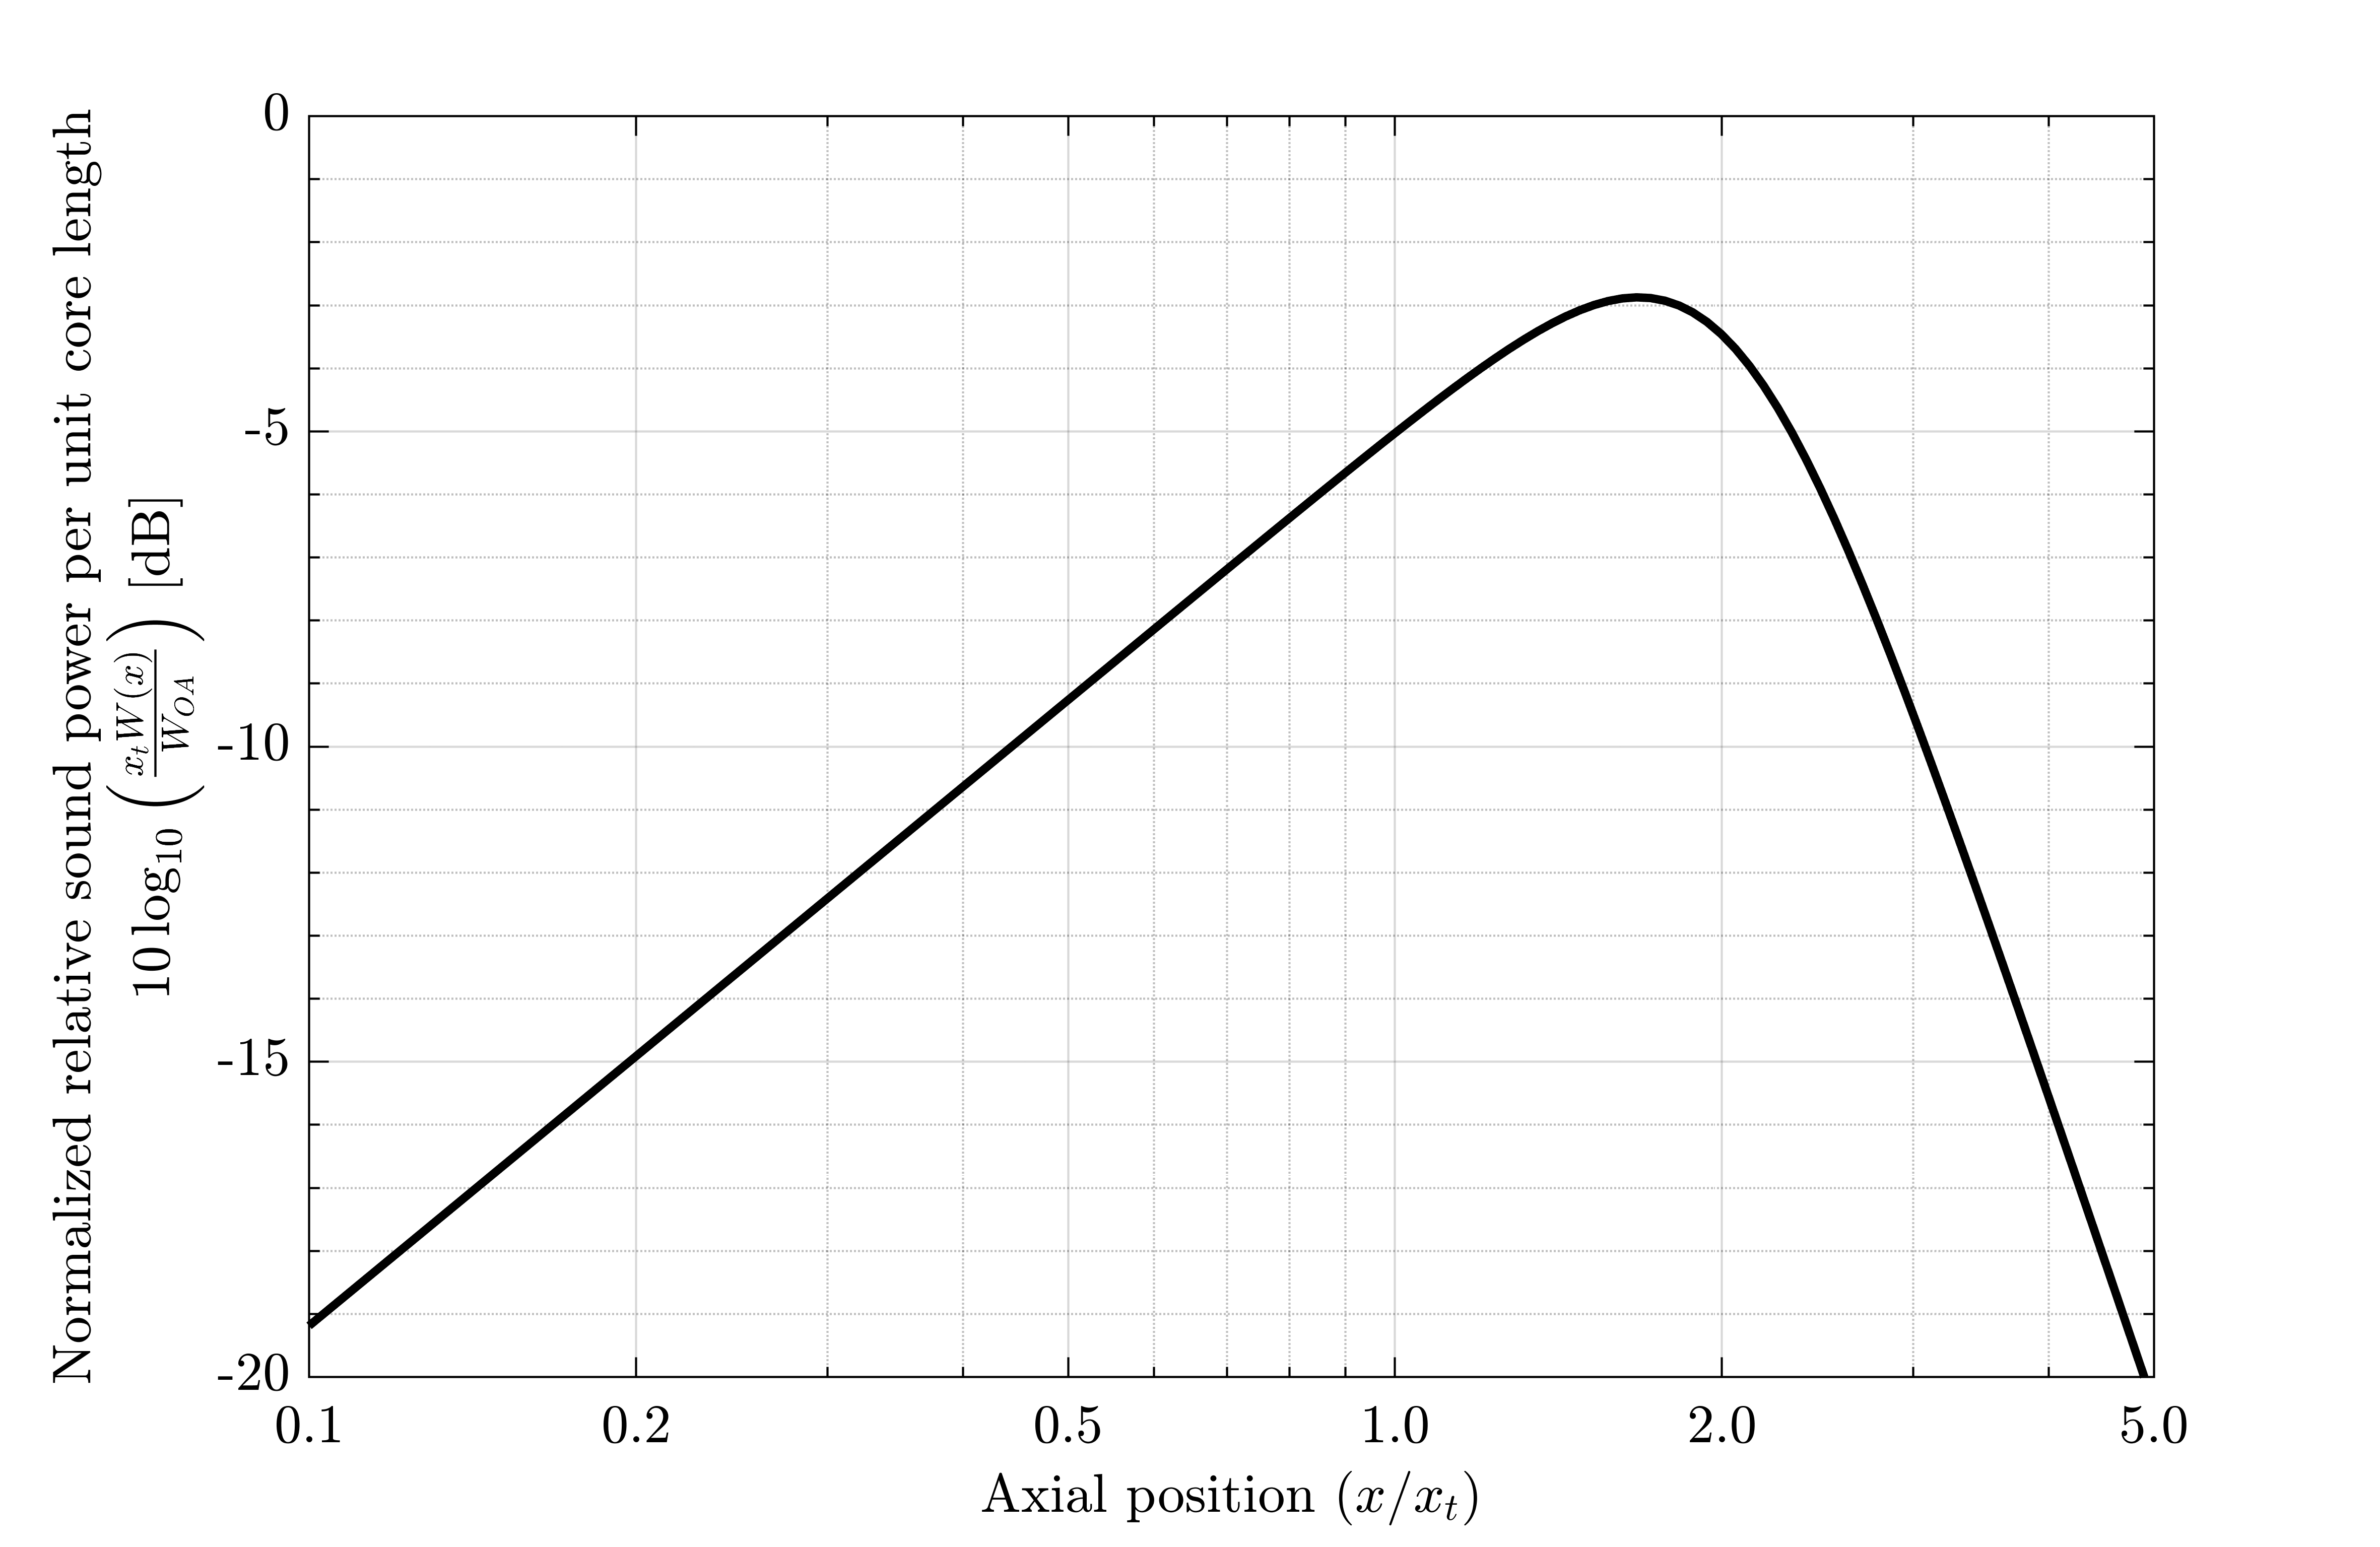 Normalized relative sound power per unit core length
10 log₁₀ (xₜW(x)/W_OA) [dB]
0
-5
-10
-15
-20
0.1 0.2 0.5 1.0 2.0 5.0
Axial position (x/xₜ)